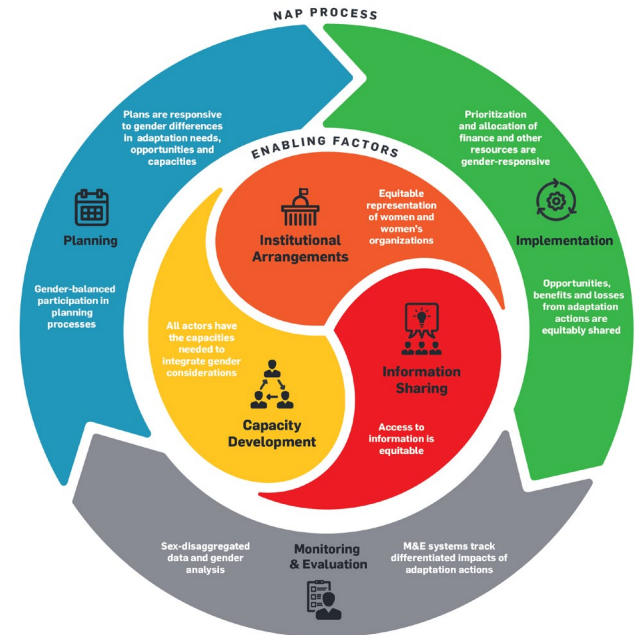 NAP PROCESS
Plans are responsive
to gender differences
in adaptation needs,
opportunities and
capacities
Planning
Gender-balanced
participation in
planning
processes
Prioritization
and allocation of
finance and other
resources are
gender-responsive
Implementation
Opportunities,
benefits and losses
from adaptation
actions are
equitably shared
ENABLING FACTORS
Institutional
Arrangements
Equitable
representation
of women and
women's
organizations
All actors have
the capacities
needed to
integrate gender
considerations
Capacity
Development
Information
Sharing
Access to
information is
equitable
Sex-disaggregated
data and gender
analysis
Monitoring
& Evaluation
M&E systems track
differentiated impacts of
adaptation actions